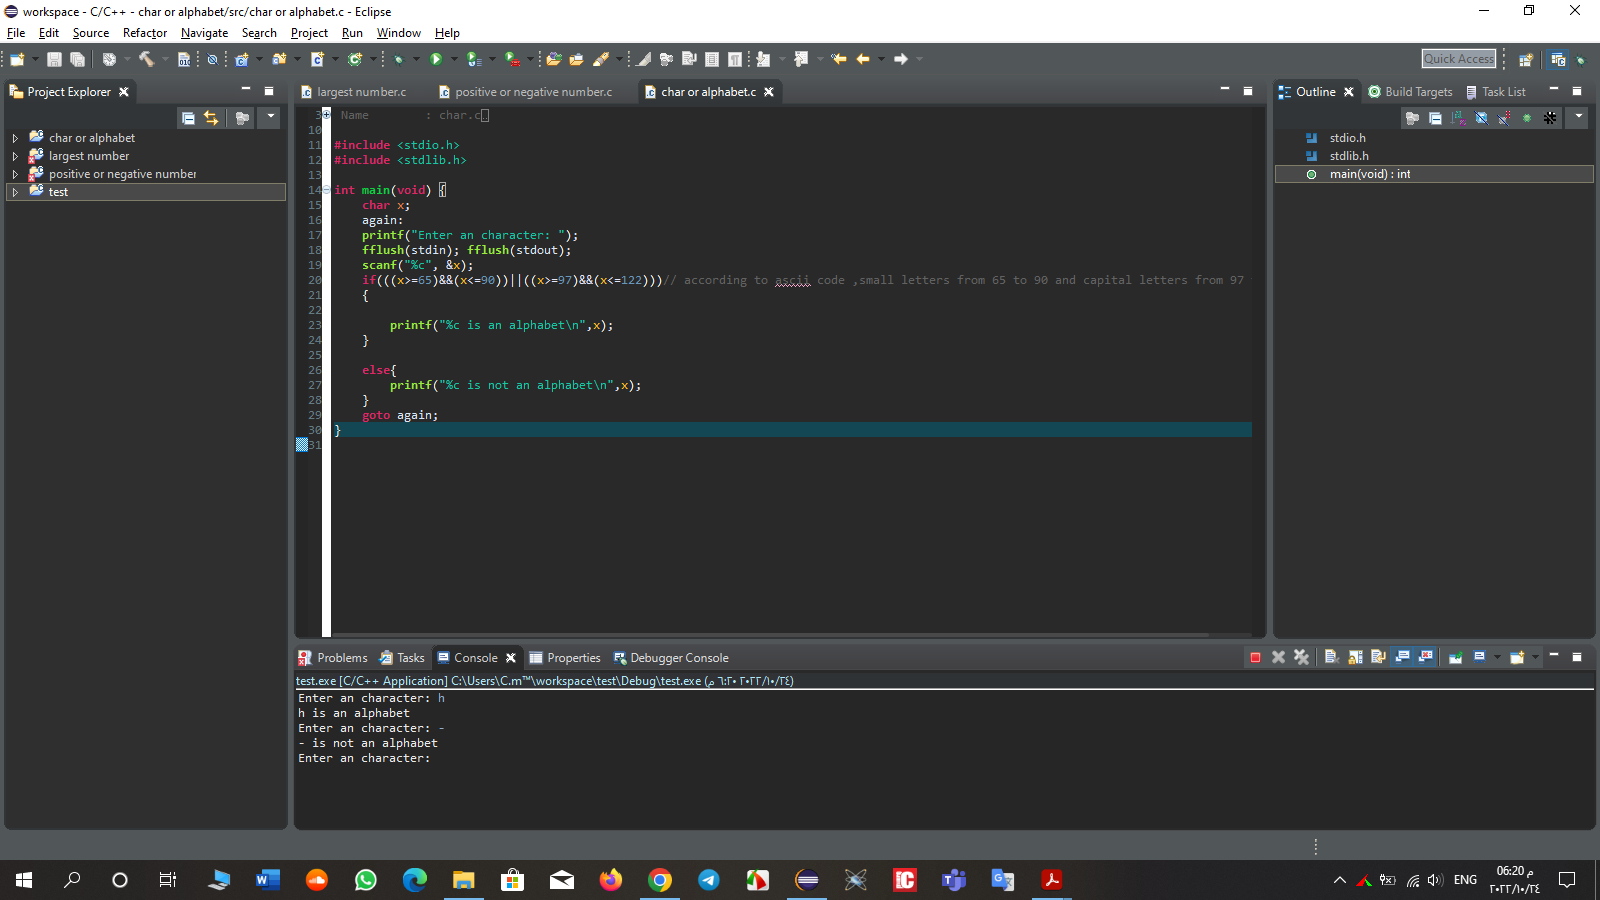 workspace - C/C++ - char or alphabet/src/char or alphabet.c - Eclipse
File Edit Source Refactor Navigate Search Project Run Window Help
Quick Access
Project Explorer
char or alphabet
largest number
positive or negative number
test
largest number.c positive or negative number.c char or alphabet.c
3 Name : char.c
10
11 #include <stdio.h>
12 #include <stdlib.h>
13
14 int main(void) {
15 char x;
16 again:
17 printf("Enter an character: ");
18 fflush(stdin); fflush(stdout);
19 scanf("%c", &x);
20 if(((x>=65)&&(x<=90))||((x>=97)&&(x<=122)))// according to ascii code ,small letters from 65 to 90 and capital letters from 97
21 {
22
23 printf("%c is an alphabet\n",x);
24 }
25
26 else{
27 printf("%c is not an alphabet\n",x);
28 }
29 goto again;
30 }
31
Outline Build Targets Task List
stdio.h
stdlib.h
main(void) : int
Problems Tasks Console Properties Debugger Console
test.exe [C/C++ Application] C:\Users\C.m™\workspace\test\Debug\test.exe (٢٠٢٢/١٠/٢٤ ٦:٢٠ م)
Enter an character: h
h is an alphabet
Enter an character: -
- is not an alphabet
Enter an character:
ENG
06:20 م
٢٠٢٢/١٠/٢٤